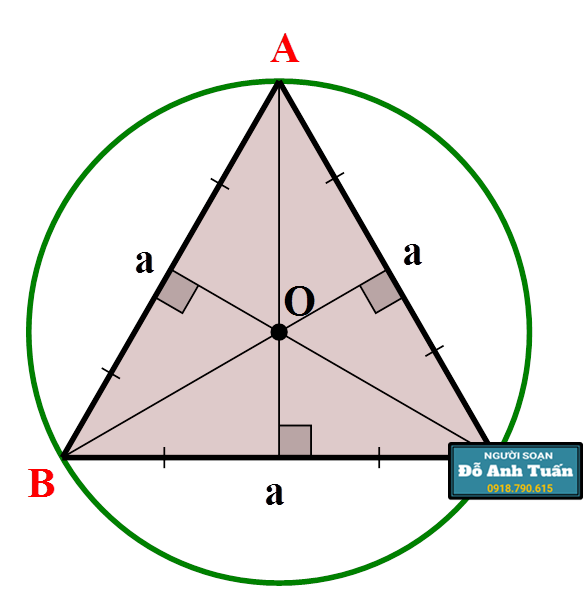 A
a
a
O
B
a
NGƯỜI SOẠN
Đỗ Anh Tuấn
0918.790.615